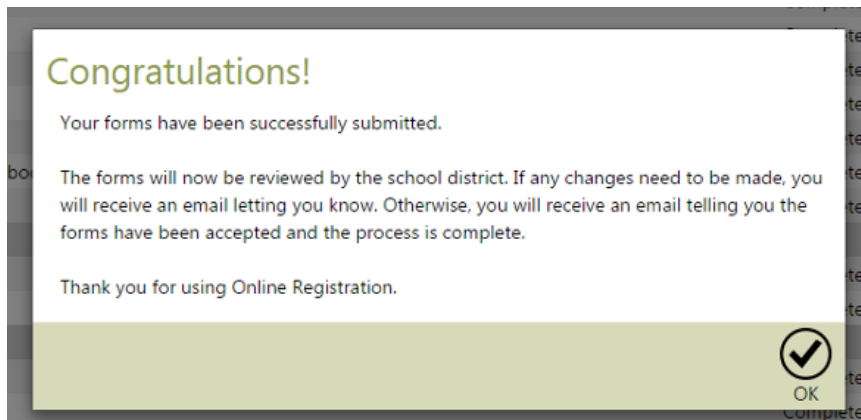 Congratulations!
Your forms have been successfully submitted.
The forms will now be reviewed by the school district. If any changes need to be made, you
will receive an email letting you know. Otherwise, you will receive an email telling you the
forms have been accepted and the process is complete.
Thank you for using Online Registration.
OK
Complete